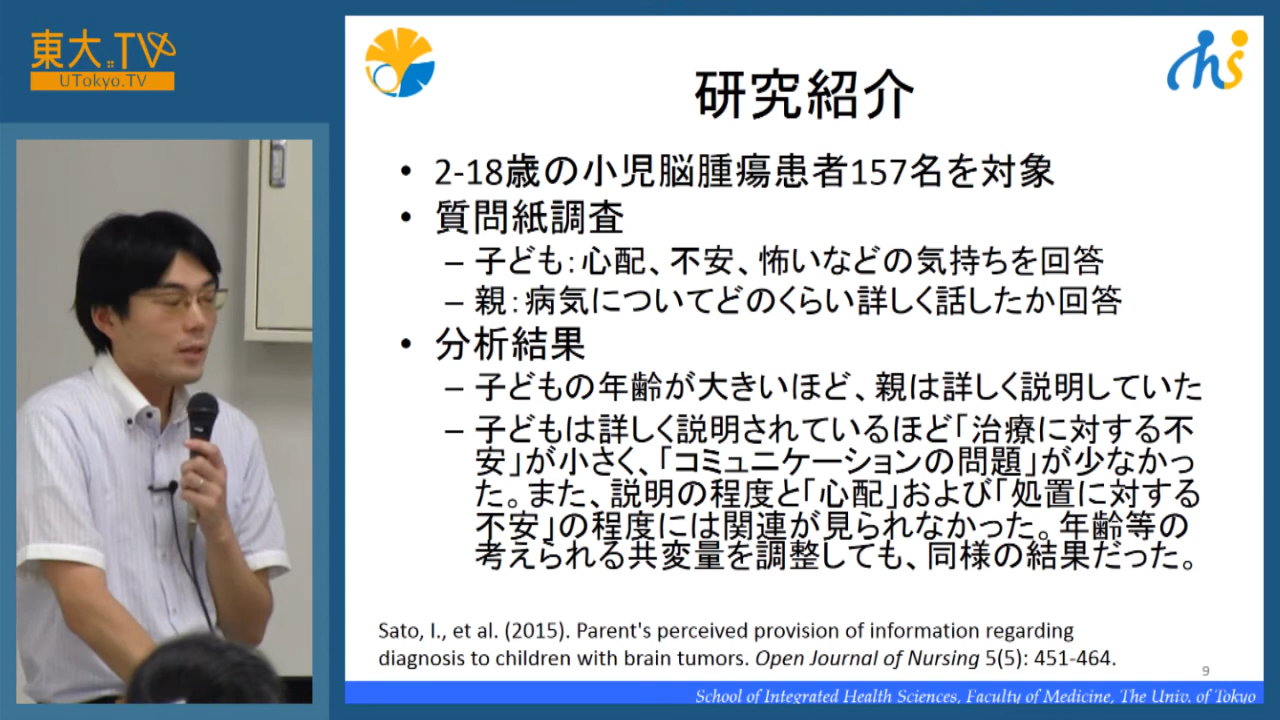 東大.TV
UTokyo.TV
研究紹介
• 2-18歳の小児脳腫瘍患者157名を対象
• 質問紙調査
– 子ども：心配、不安、怖いなどの気持ちを回答
– 親：病気についてどのくらい詳しく話したか回答
• 分析結果
– 子どもの年齢が大きいほど、親は詳しく説明していた
– 子どもは詳しく説明されているほど「治療に対する不
安」が小さく、「コミュニケーションの問題」が少なかっ
た。また、説明の程度と「心配」および「処置に対する
不安」の程度には関連が見られなかった。年齢等の
考えられる共変量を調整しても、同様の結果だった。
Sato, I., et al. (2015). Parent's perceived provision of information regarding
diagnosis to children with brain tumors. Open Journal of Nursing 5(5): 451-464.
9
School of Integrated Health Sciences, Faculty of Medicine, The Univ. of Tokyo